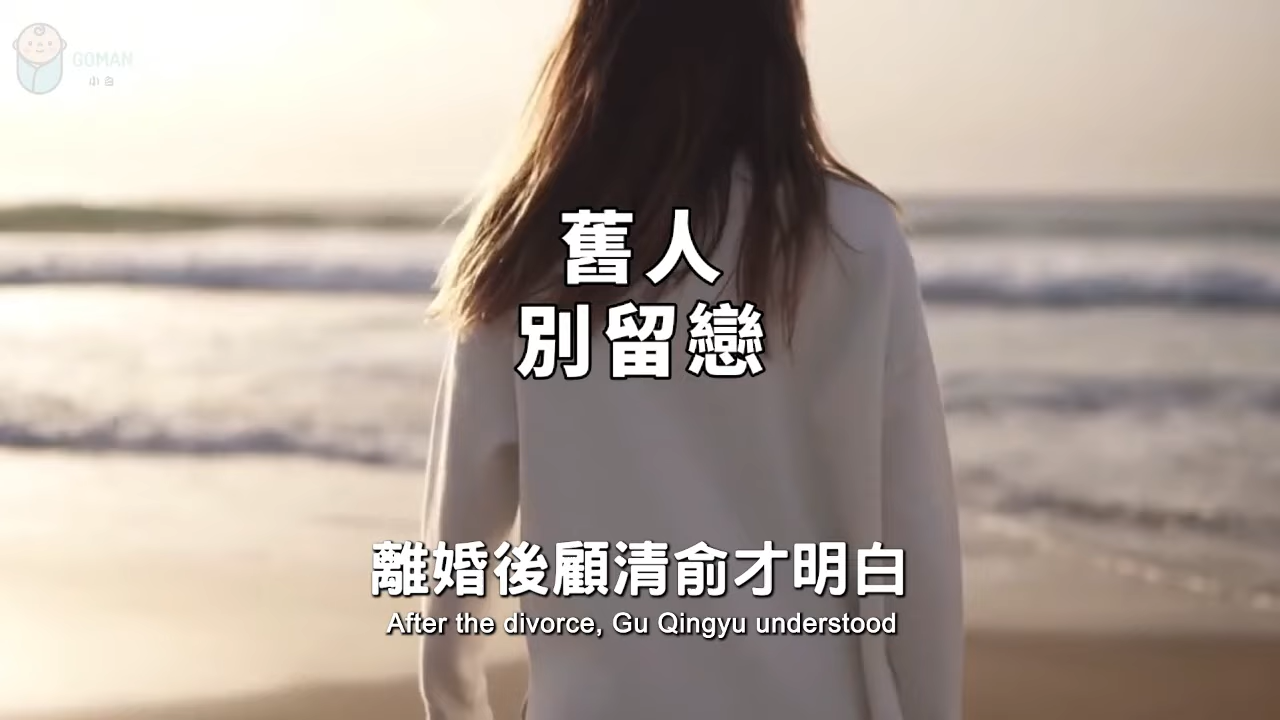 GOMAN
小沐
舊人
別留戀
離婚後顧清俞才明白
After the divorce, Gu Qingyu understood